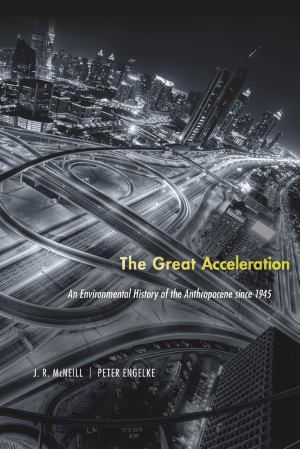 The Great Acceleration
An Environmental History of the Anthropocene since 1945
J. R. McNEILL | PETER ENGELKE